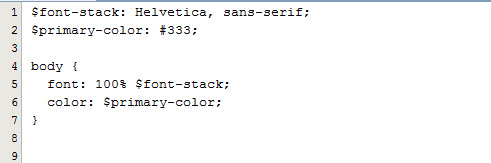 1 $font-stack: Helvetica, sans-serif;
2 $primary-color: #333;
3
4 body {
5   font: 100% $font-stack;
6   color: $primary-color;
7 }
8
9